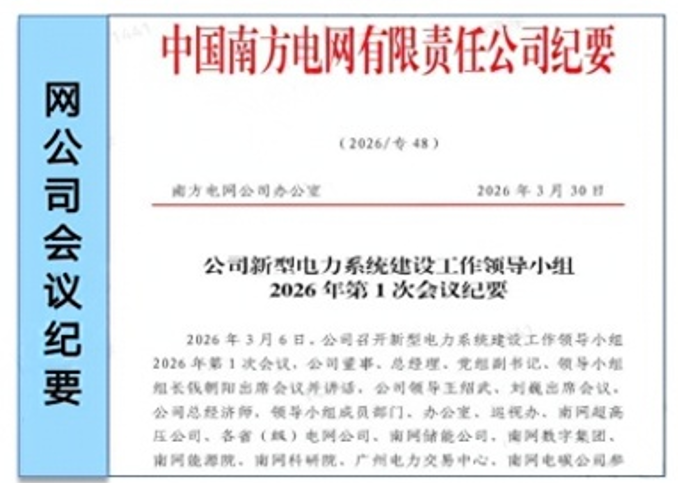 网公司会议纪要
中国南方电网有限责任公司纪要
（2026/专 48）
南方电网公司办公室 2026 年 3 月 30 日
公司新型电力系统建设工作领导小组
2026 年第 1 次会议纪要
2026 年 3 月 6 日，公司召开新型电力系统建设工作领导小组
2026 年第 1 次会议，公司董事、总经理、党组副书记、领导小组
组长钱朝阳出席会议并讲话，公司领导王绍武、刘巍出席会议，
公司总经济师，领导小组成员部门、办公室、巡视办、南网超高
压公司、各省（级）电网公司、南网储能公司、南网数字集团、
南网能源院、南网科研院、广州电力交易中心、南网电碳公司参